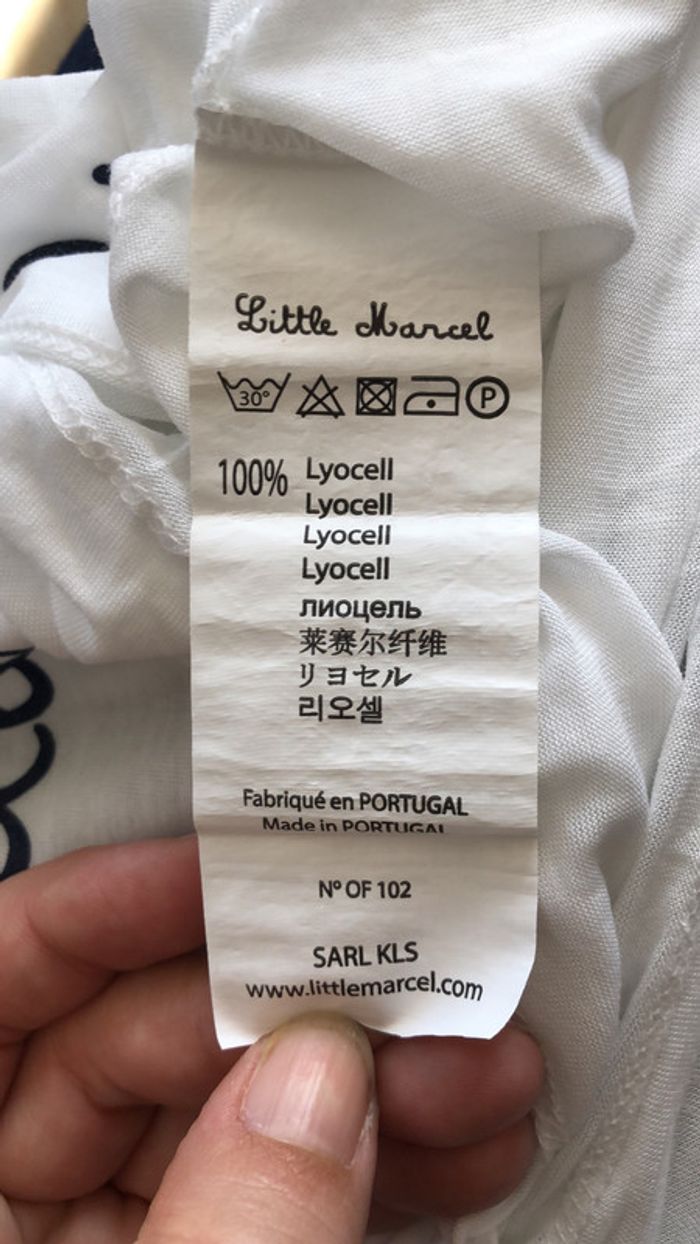 Little Marcel
30° P
100% Lyocell
Lyocell
Lyocell
Lyocell
лиоцель
莱赛尔纤维
リヨセル
리오셀
Fabriqué en PORTUGAL
Made in PORTUGAL
Nº OF 102
SARL KLS
www.littlemarcel.com